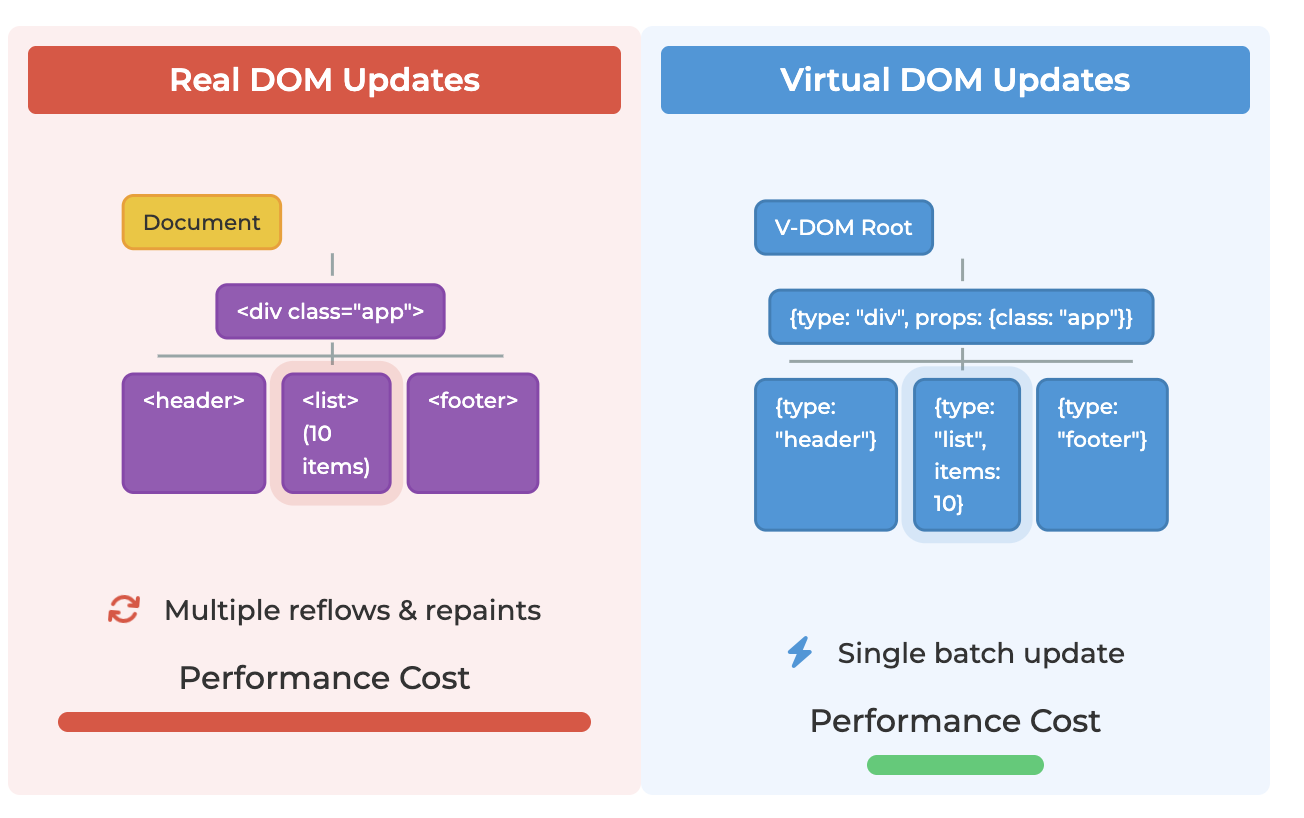 Real DOM Updates
Document
<div class="app">
<header>
<list>
(10
items)
<footer>
Multiple reflows & repaints
Performance Cost
Virtual DOM Updates
V-DOM Root
{type: "div", props: {class: "app"}}
{type:
"header"}
{type:
"list",
items:
10}
{type:
"footer"}
Single batch update
Performance Cost